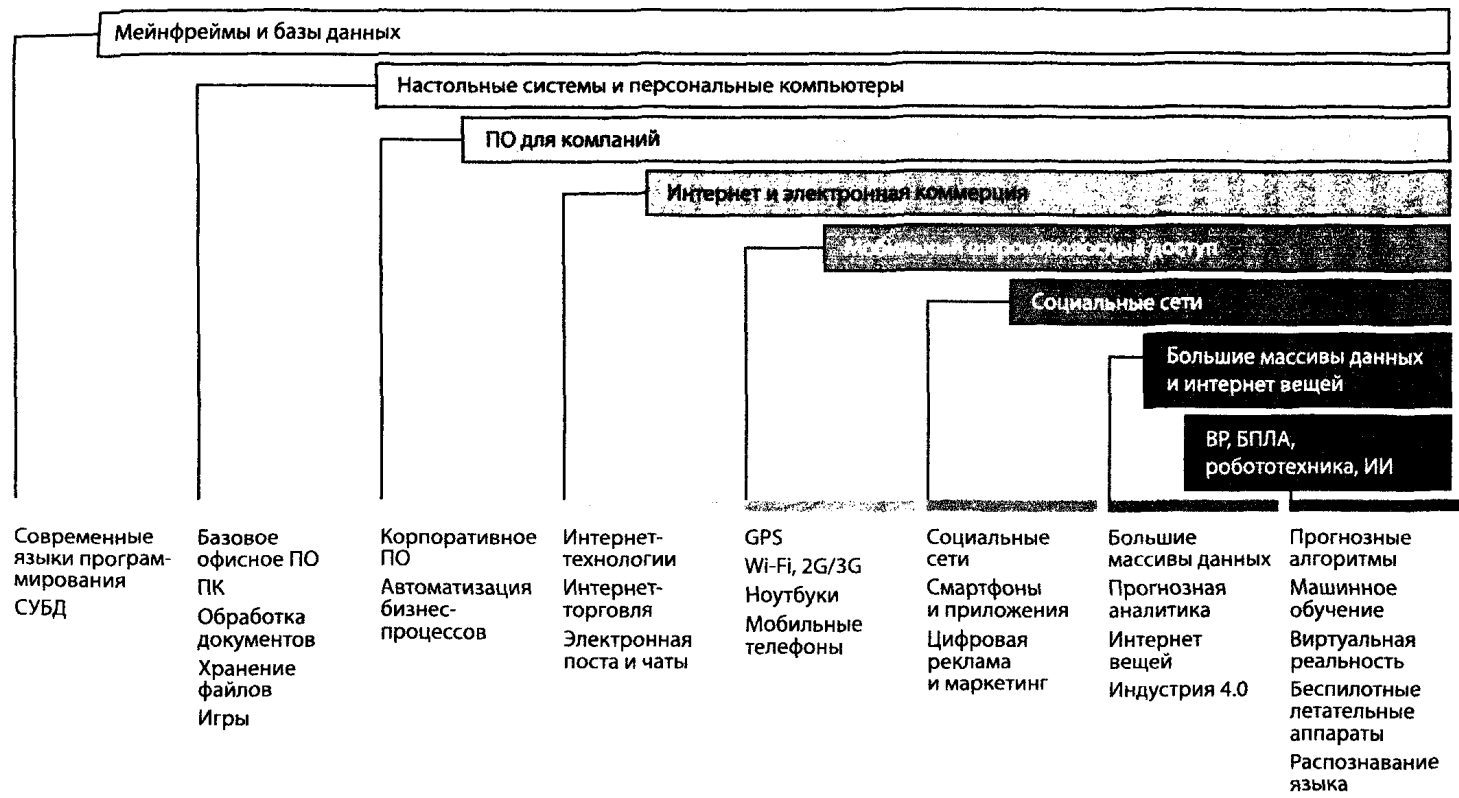 Мейнфреймы и базы данных
Настольные системы и персональные компьютеры
ПО для компаний
Интернет и электронная коммерция
Мобильный широкополосный доступ
Социальные сети
Большие массивы данных
и интернет вещей
ВР, БПЛА,
робототехника, ИИ
Современные
языки програм-
мирования
СУБД
Базовое
офисное ПО
ПК
Обработка
документов
Хранение
файлов
Игры
Корпоративное
ПО
Автоматизация
бизнес-
процессов
Интернет-
технологии
Интернет-
торговля
Электронная
поста и чаты
GPS
Wi-Fi, 2G/3G
Ноутбуки
Мобильные
телефоны
Социальные
сети
Смартфоны
и приложения
Цифровая
реклама
и маркетинг
Большие
массивы данных
Прогнозная
аналитика
Интернет
вещей
Индустрия 4.0
Прогнозные
алгоритмы
Машинное
обучение
Виртуальная
реальность
Беспилотные
летательные
аппараты
Распознавание
языка